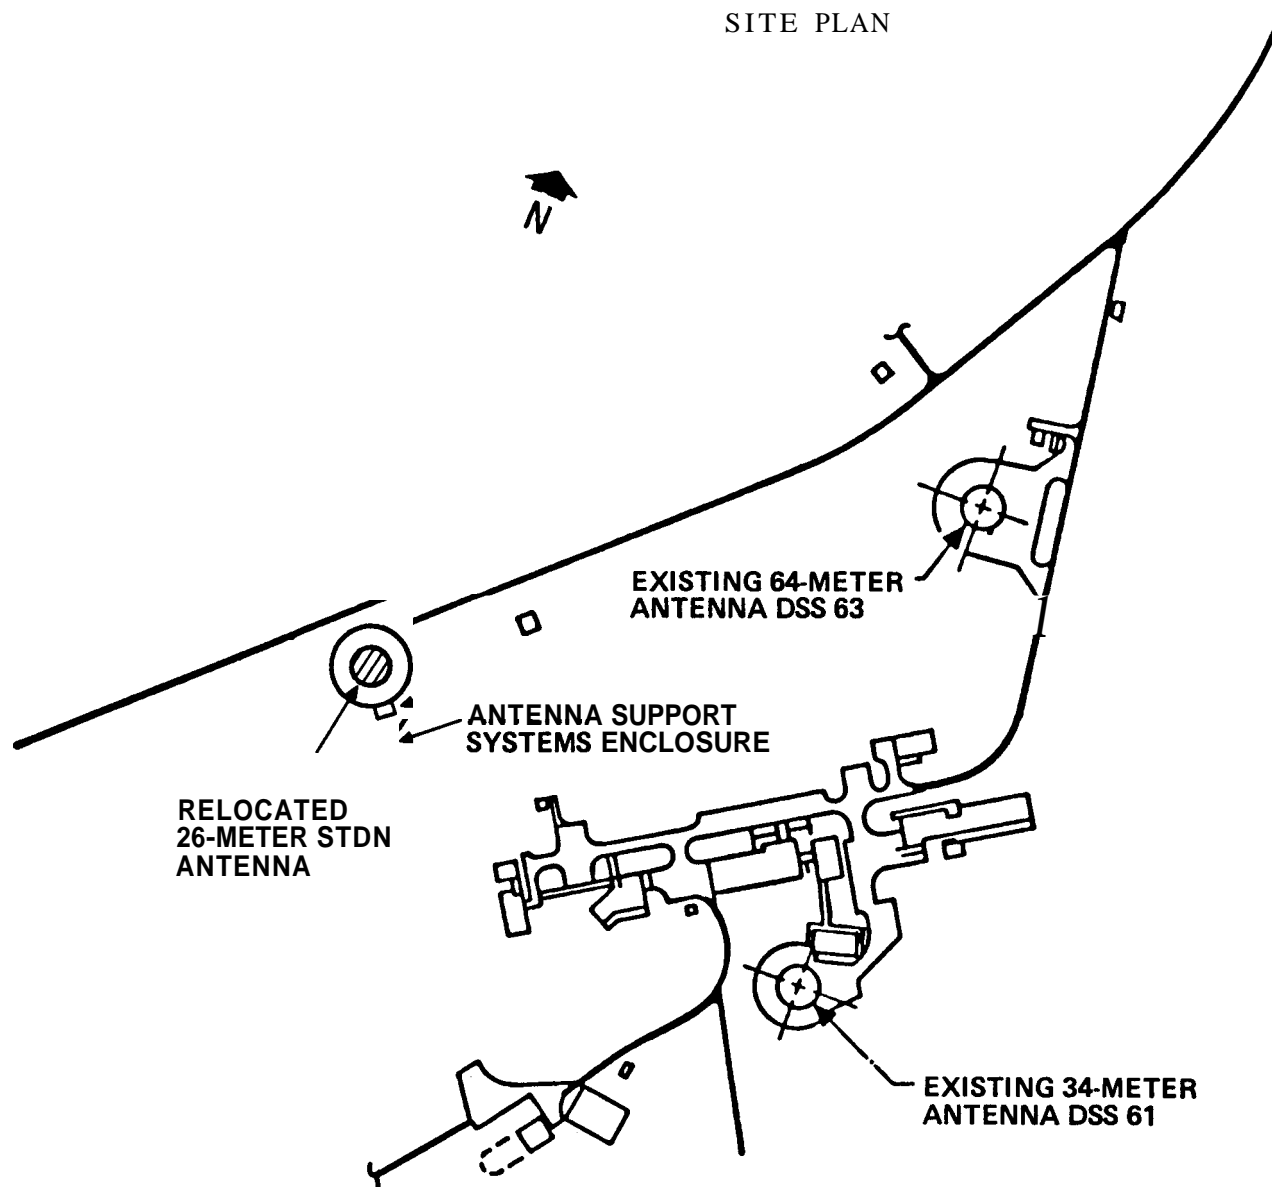 SITE PLAN
N
EXISTING 64-METER
ANTENNA DSS 63
ANTENNA SUPPORT
SYSTEMS ENCLOSURE
RELOCATED
26-METER STDN
ANTENNA
EXISTING 34-METER
ANTENNA DSS 61